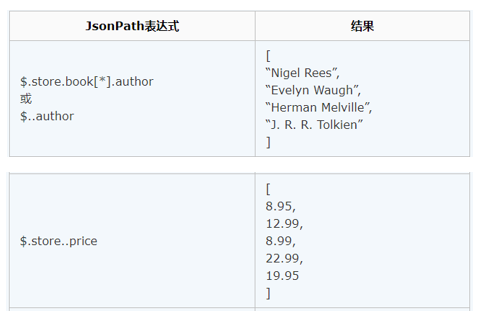 JsonPath表达式 结果
$.store.book[*].author
或
$..author
[
“Nigel Rees”,
“Evelyn Waugh”,
“Herman Melville”,
“J. R. R. Tolkien”
]
$.store..price
[
8.95,
12.99,
8.99,
22.99,
19.95
]